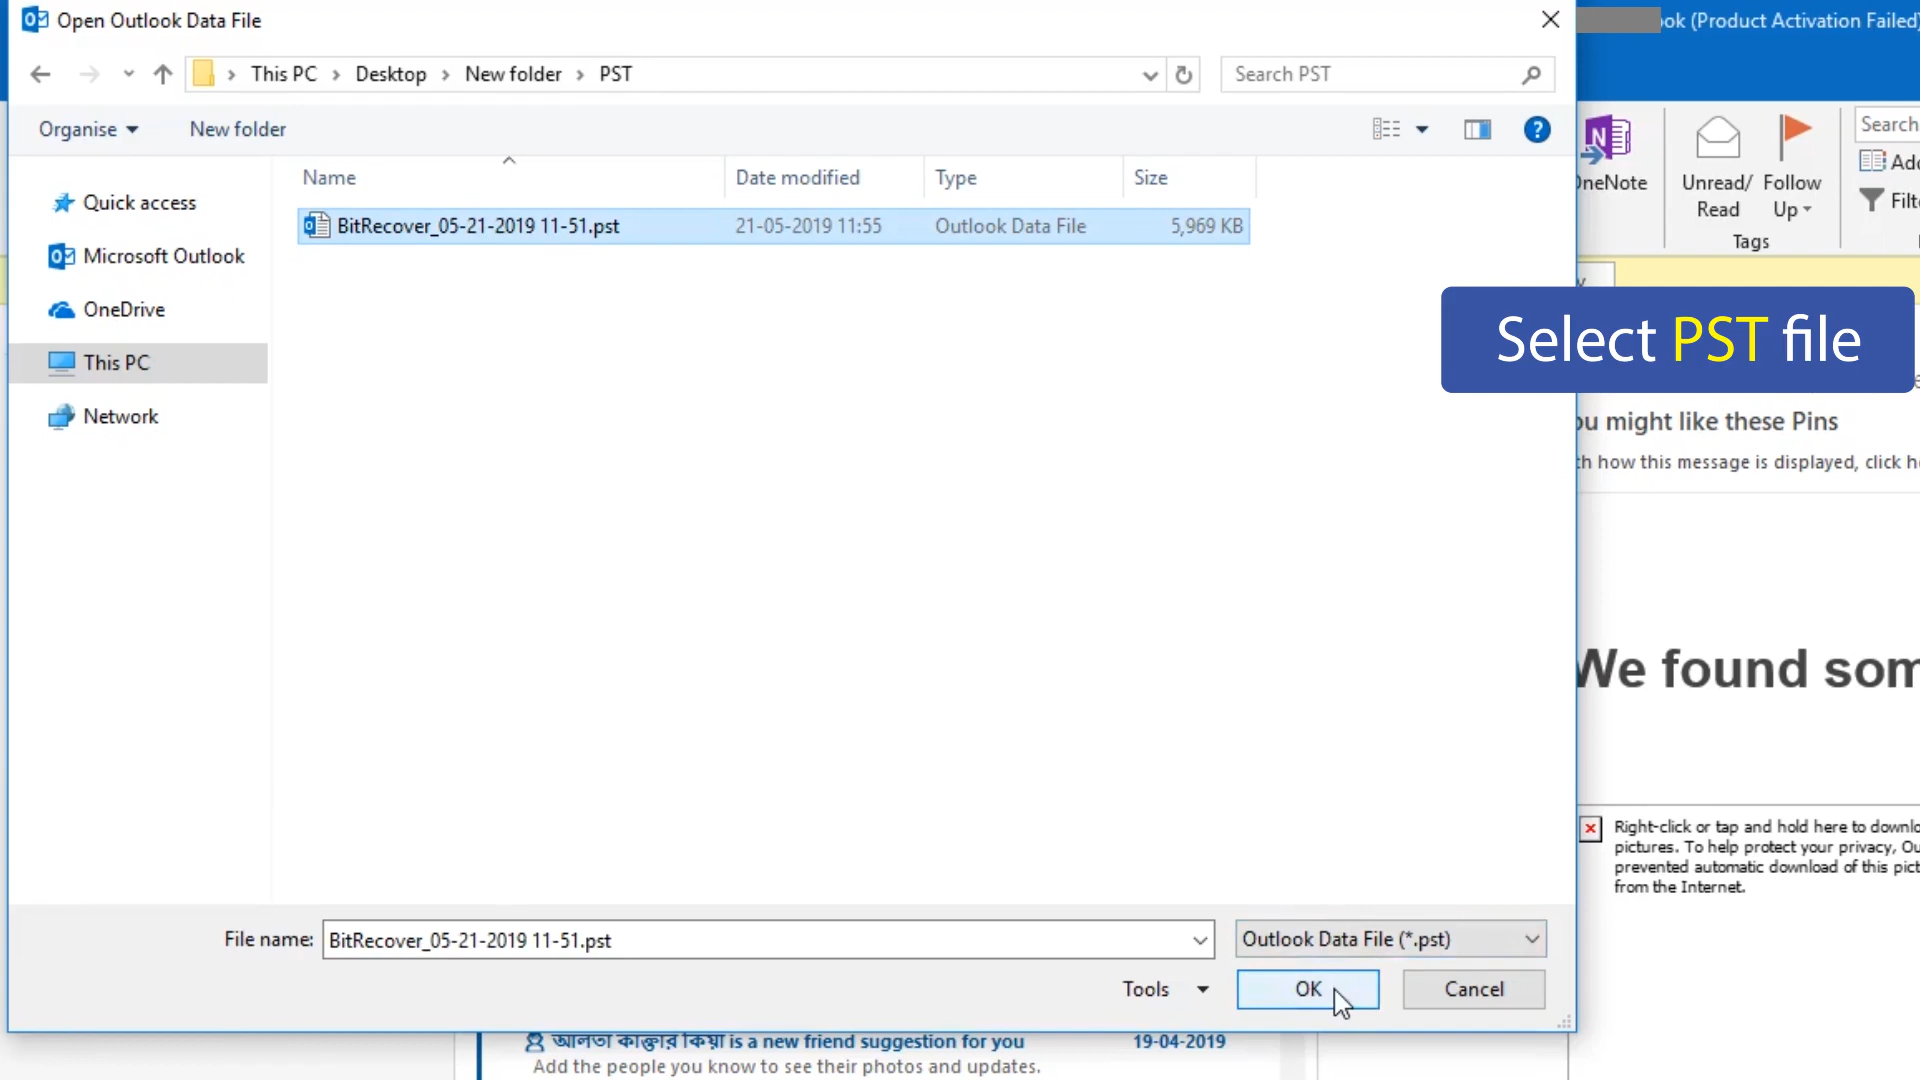 Open Outlook Data File
(Product Activation Failed)
This PC > Desktop > New folder > PST
Search PST
Organise
New folder
Name
Date modified
Type
Size
BitRecover_05-21-2019 11-51.pst
21-05-2019 11:55
Outlook Data File
5,969 KB
Quick access
Microsoft Outlook
OneDrive
This PC
Network
OneNote
Unread/
Read
Follow
Up
Tags
Search
Select PST file
ou might like these Pins
how this message is displayed, click
We found som
Right-click or tap and hold here to downlo
pictures. To help protect your privacy, Ou
prevented automatic download of this pict
from the Internet.
File name: BitRecover_05-21-2019 11-51.pst
Outlook Data File (*.pst)
Tools
OK
Cancel
is a new friend suggestion for you
19-04-2019
Add the people you know to see their photos and updates.